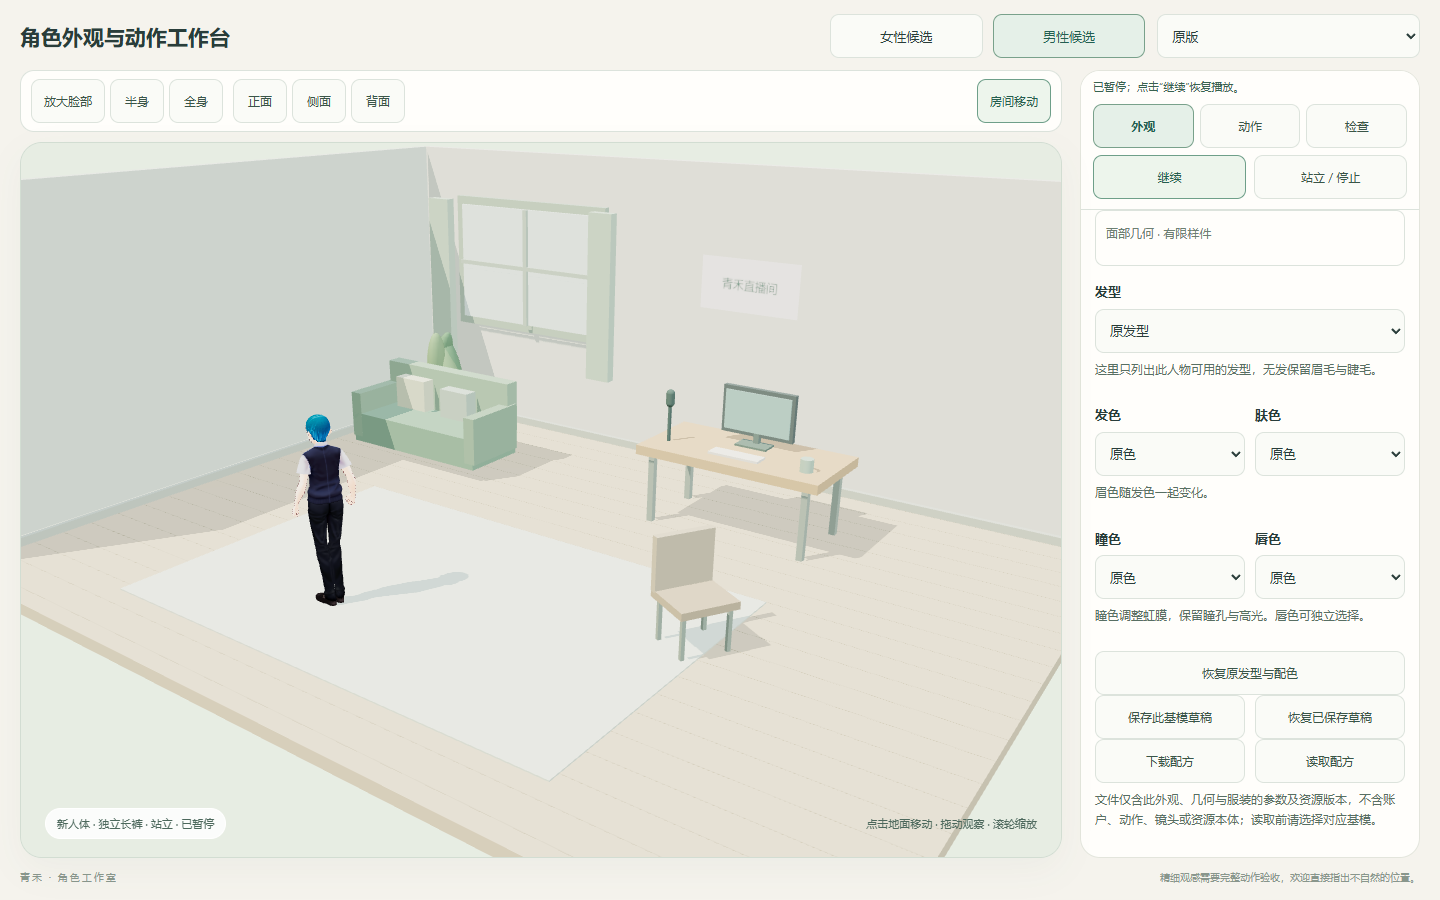 角色外观与动作工作台
女性候选
男性候选
原版
放大脸部
半身
全身
正面
侧面
背面
房间移动
青禾直播间
新人体 · 独立长裤 · 站立 · 已暂停
点击地面移动 · 拖动观察 · 滚轮缩放
已暂停；点击“继续”恢复播放。
外观
动作
检查
继续
站立 / 停止
面部几何 · 有限样件
发型
原发型
这里只列出此人物可用的发型，无发保留眉毛与睫毛。
发色
肤色
原色
原色
眉色随发色一起变化。
瞳色
唇色
原色
原色
瞳色调整虹膜，保留瞳孔与高光。唇色可独立选择。
恢复原发型与配色
保存此基模草稿
恢复已保存草稿
下载配方
读取配方
文件仅含此外观、几何与服装的参数及资源版本，不含账
户、动作、镜头或资源本体；读取前请选择对应基模。
青禾 · 角色工作室
精细观感需要完整动作验收，欢迎直接指出不自然的位置。